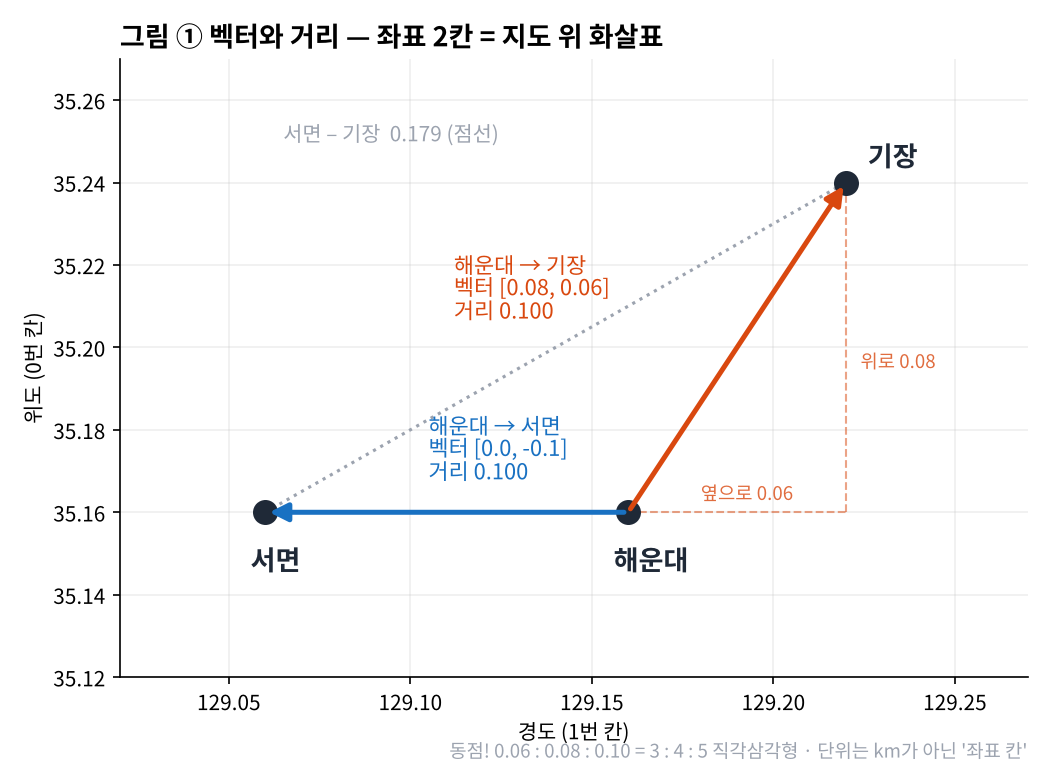 그림 ① 벡터와 거리 — 좌표 2칸 = 지도 위 화살표
35.26
서면 – 기장  0.179 (점선)
기장
35.24
해운대 → 기장
벡터 [0.08, 0.06]
거리 0.100
35.22
35.20
위로 0.08
위도 (0번 칸)
35.18
해운대 → 서면
벡터 [0.0, -0.1]
거리 0.100
옆으로 0.06
35.16
서면
해운대
35.14
35.12
129.05
129.10
129.15
129.20
129.25
경도 (1번 칸)
동점! 0.06 : 0.08 : 0.10 = 3 : 4 : 5 직각삼각형 · 단위는 km가 아닌 '좌표 칸'